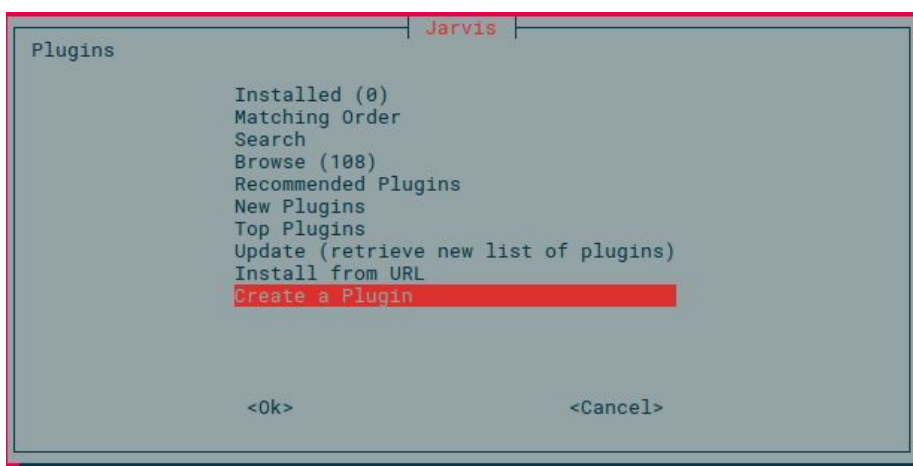 Jarvis
Plugins
Installed (0)
Matching Order
Search
Browse (108)
Recommended Plugins
New Plugins
Top Plugins
Update (retrieve new list of plugins)
Install from URL
Create a Plugin
<Ok> <Cancel>